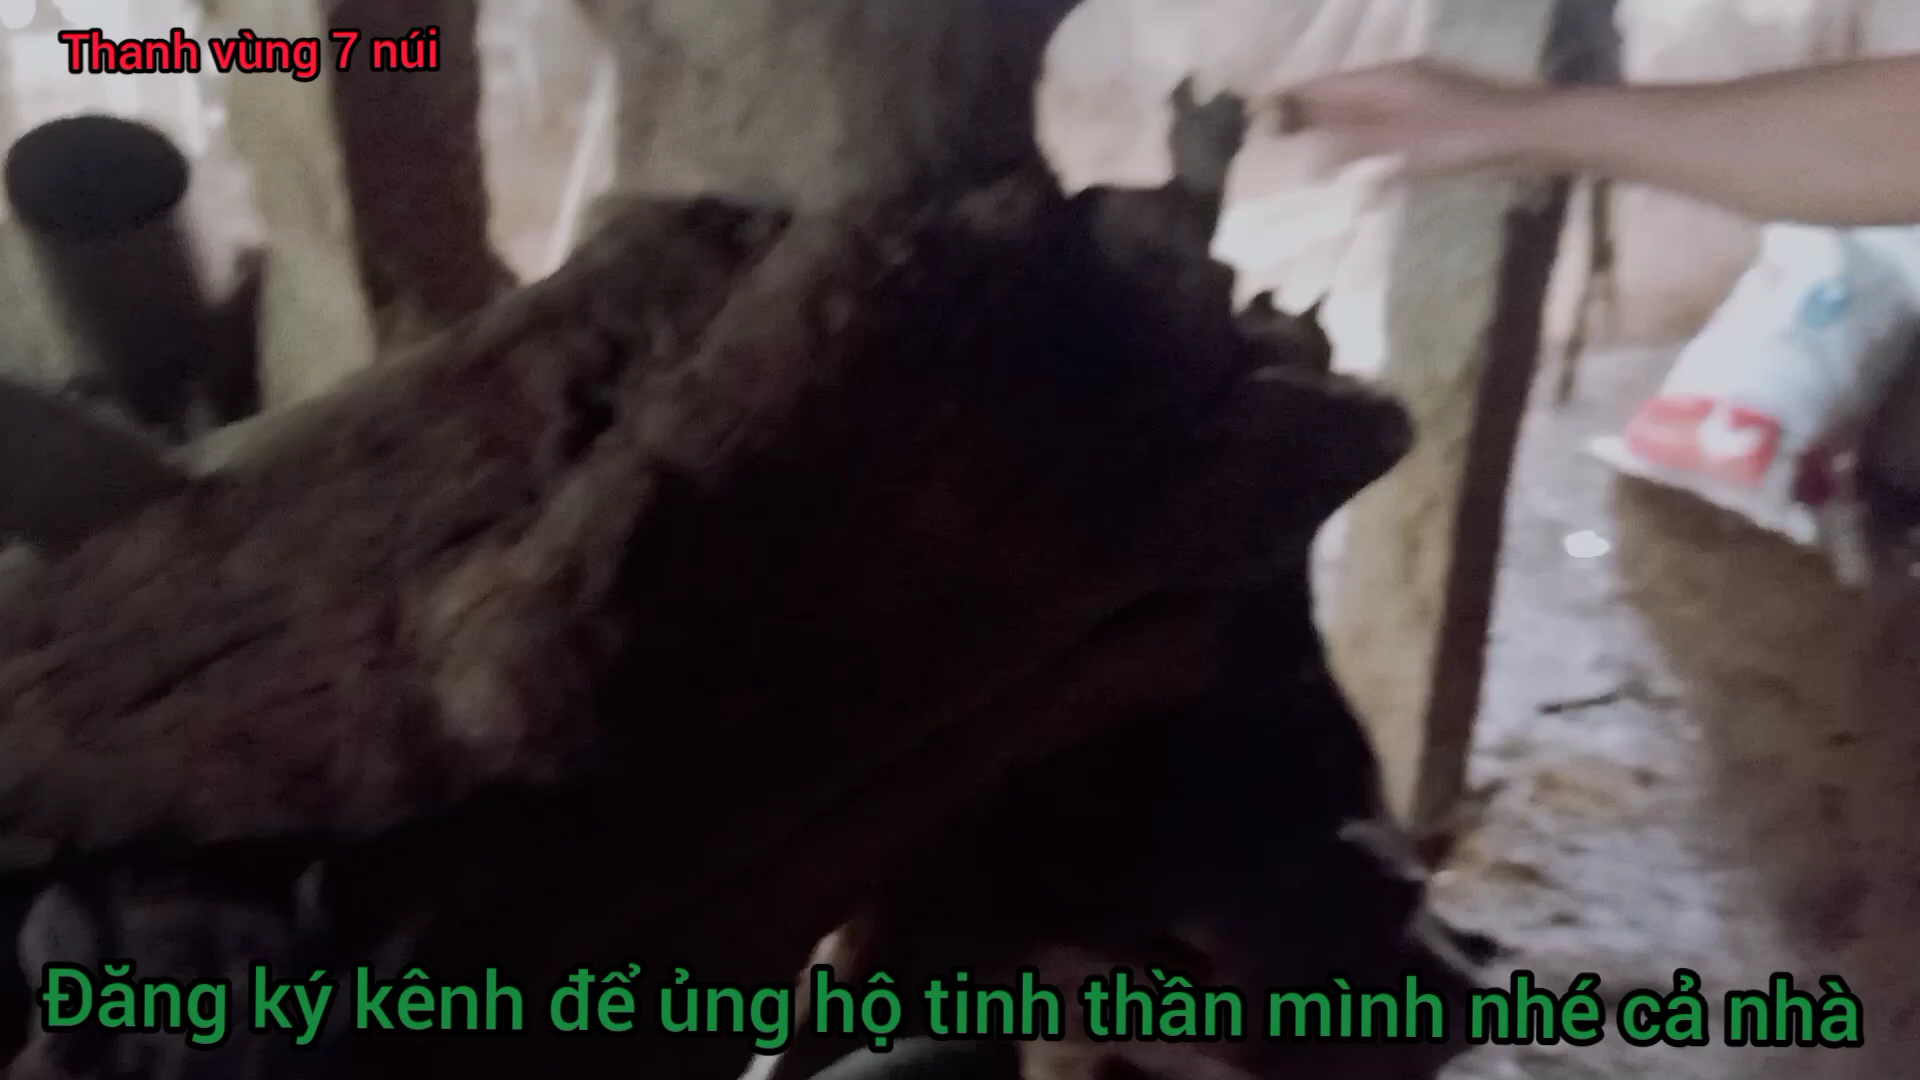 Thanh vùng 7 núi
Đăng ký kênh để ủng hộ tinh thần mình nhé cả nhà